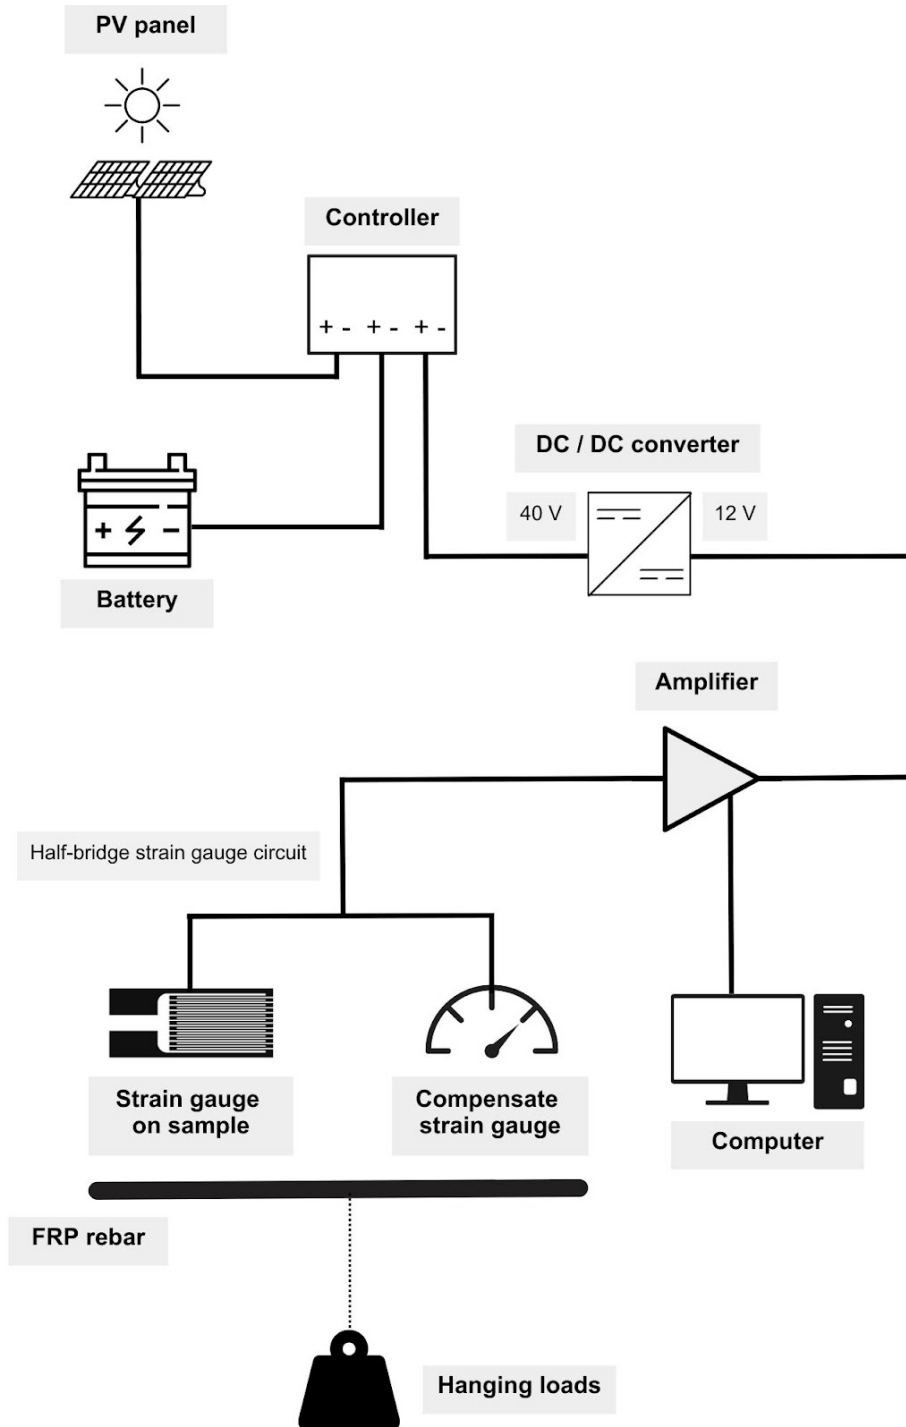 PV panel
Controller
+ - + - + -
DC / DC converter
40 V
12 V
+ -
Battery
Amplifier
Half-bridge strain gauge circuit
Strain gauge
on sample
Compensate
strain gauge
Computer
FRP rebar
Hanging loads